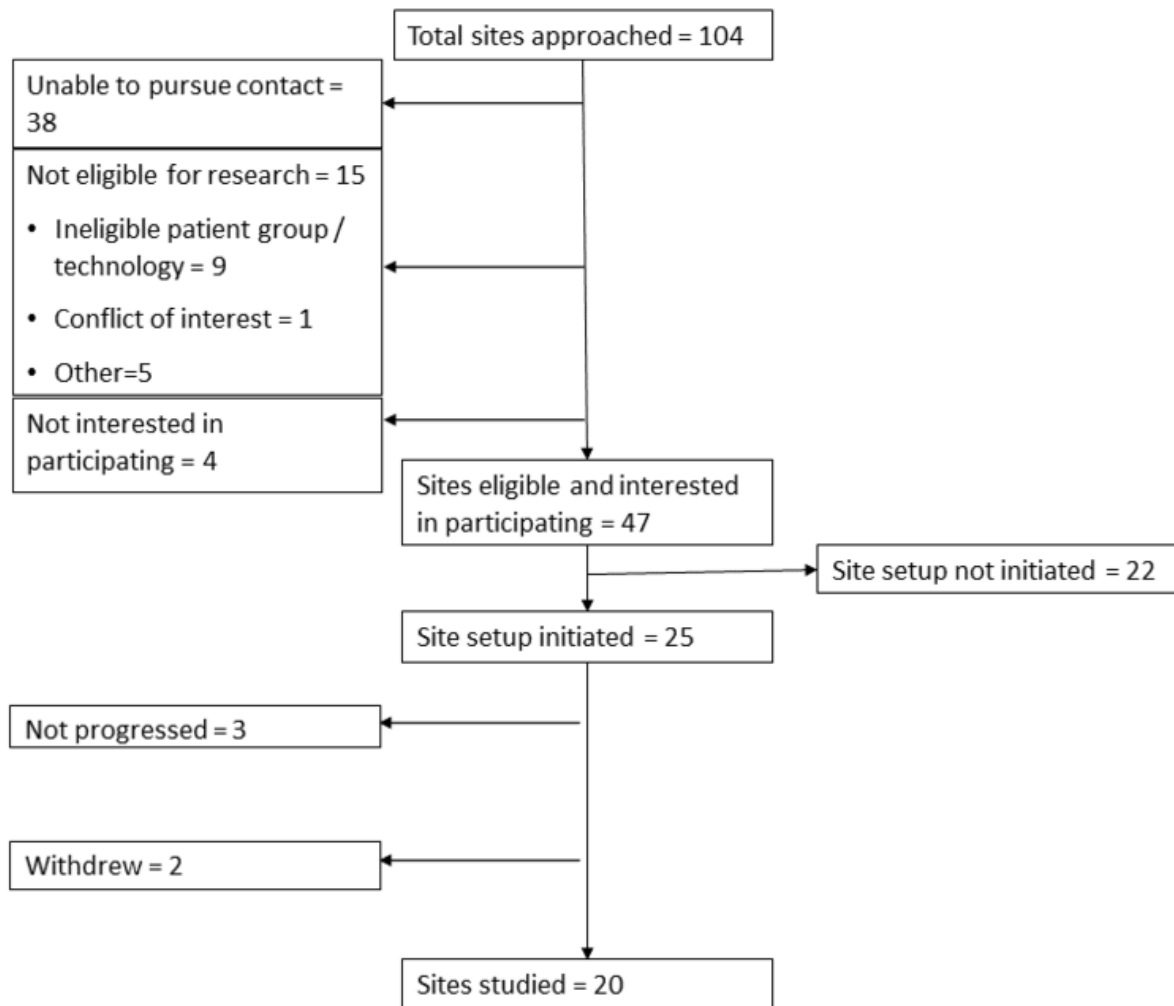 Total sites approached = 104
Unable to pursue contact =
38
Not eligible for research = 15
• Ineligible patient group /
technology = 9
• Conflict of interest = 1
• Other=5
Not interested in
participating = 4
Sites eligible and interested
in participating = 47
Site setup not initiated = 22
Site setup initiated = 25
Not progressed = 3
Withdrew = 2
Sites studied = 20